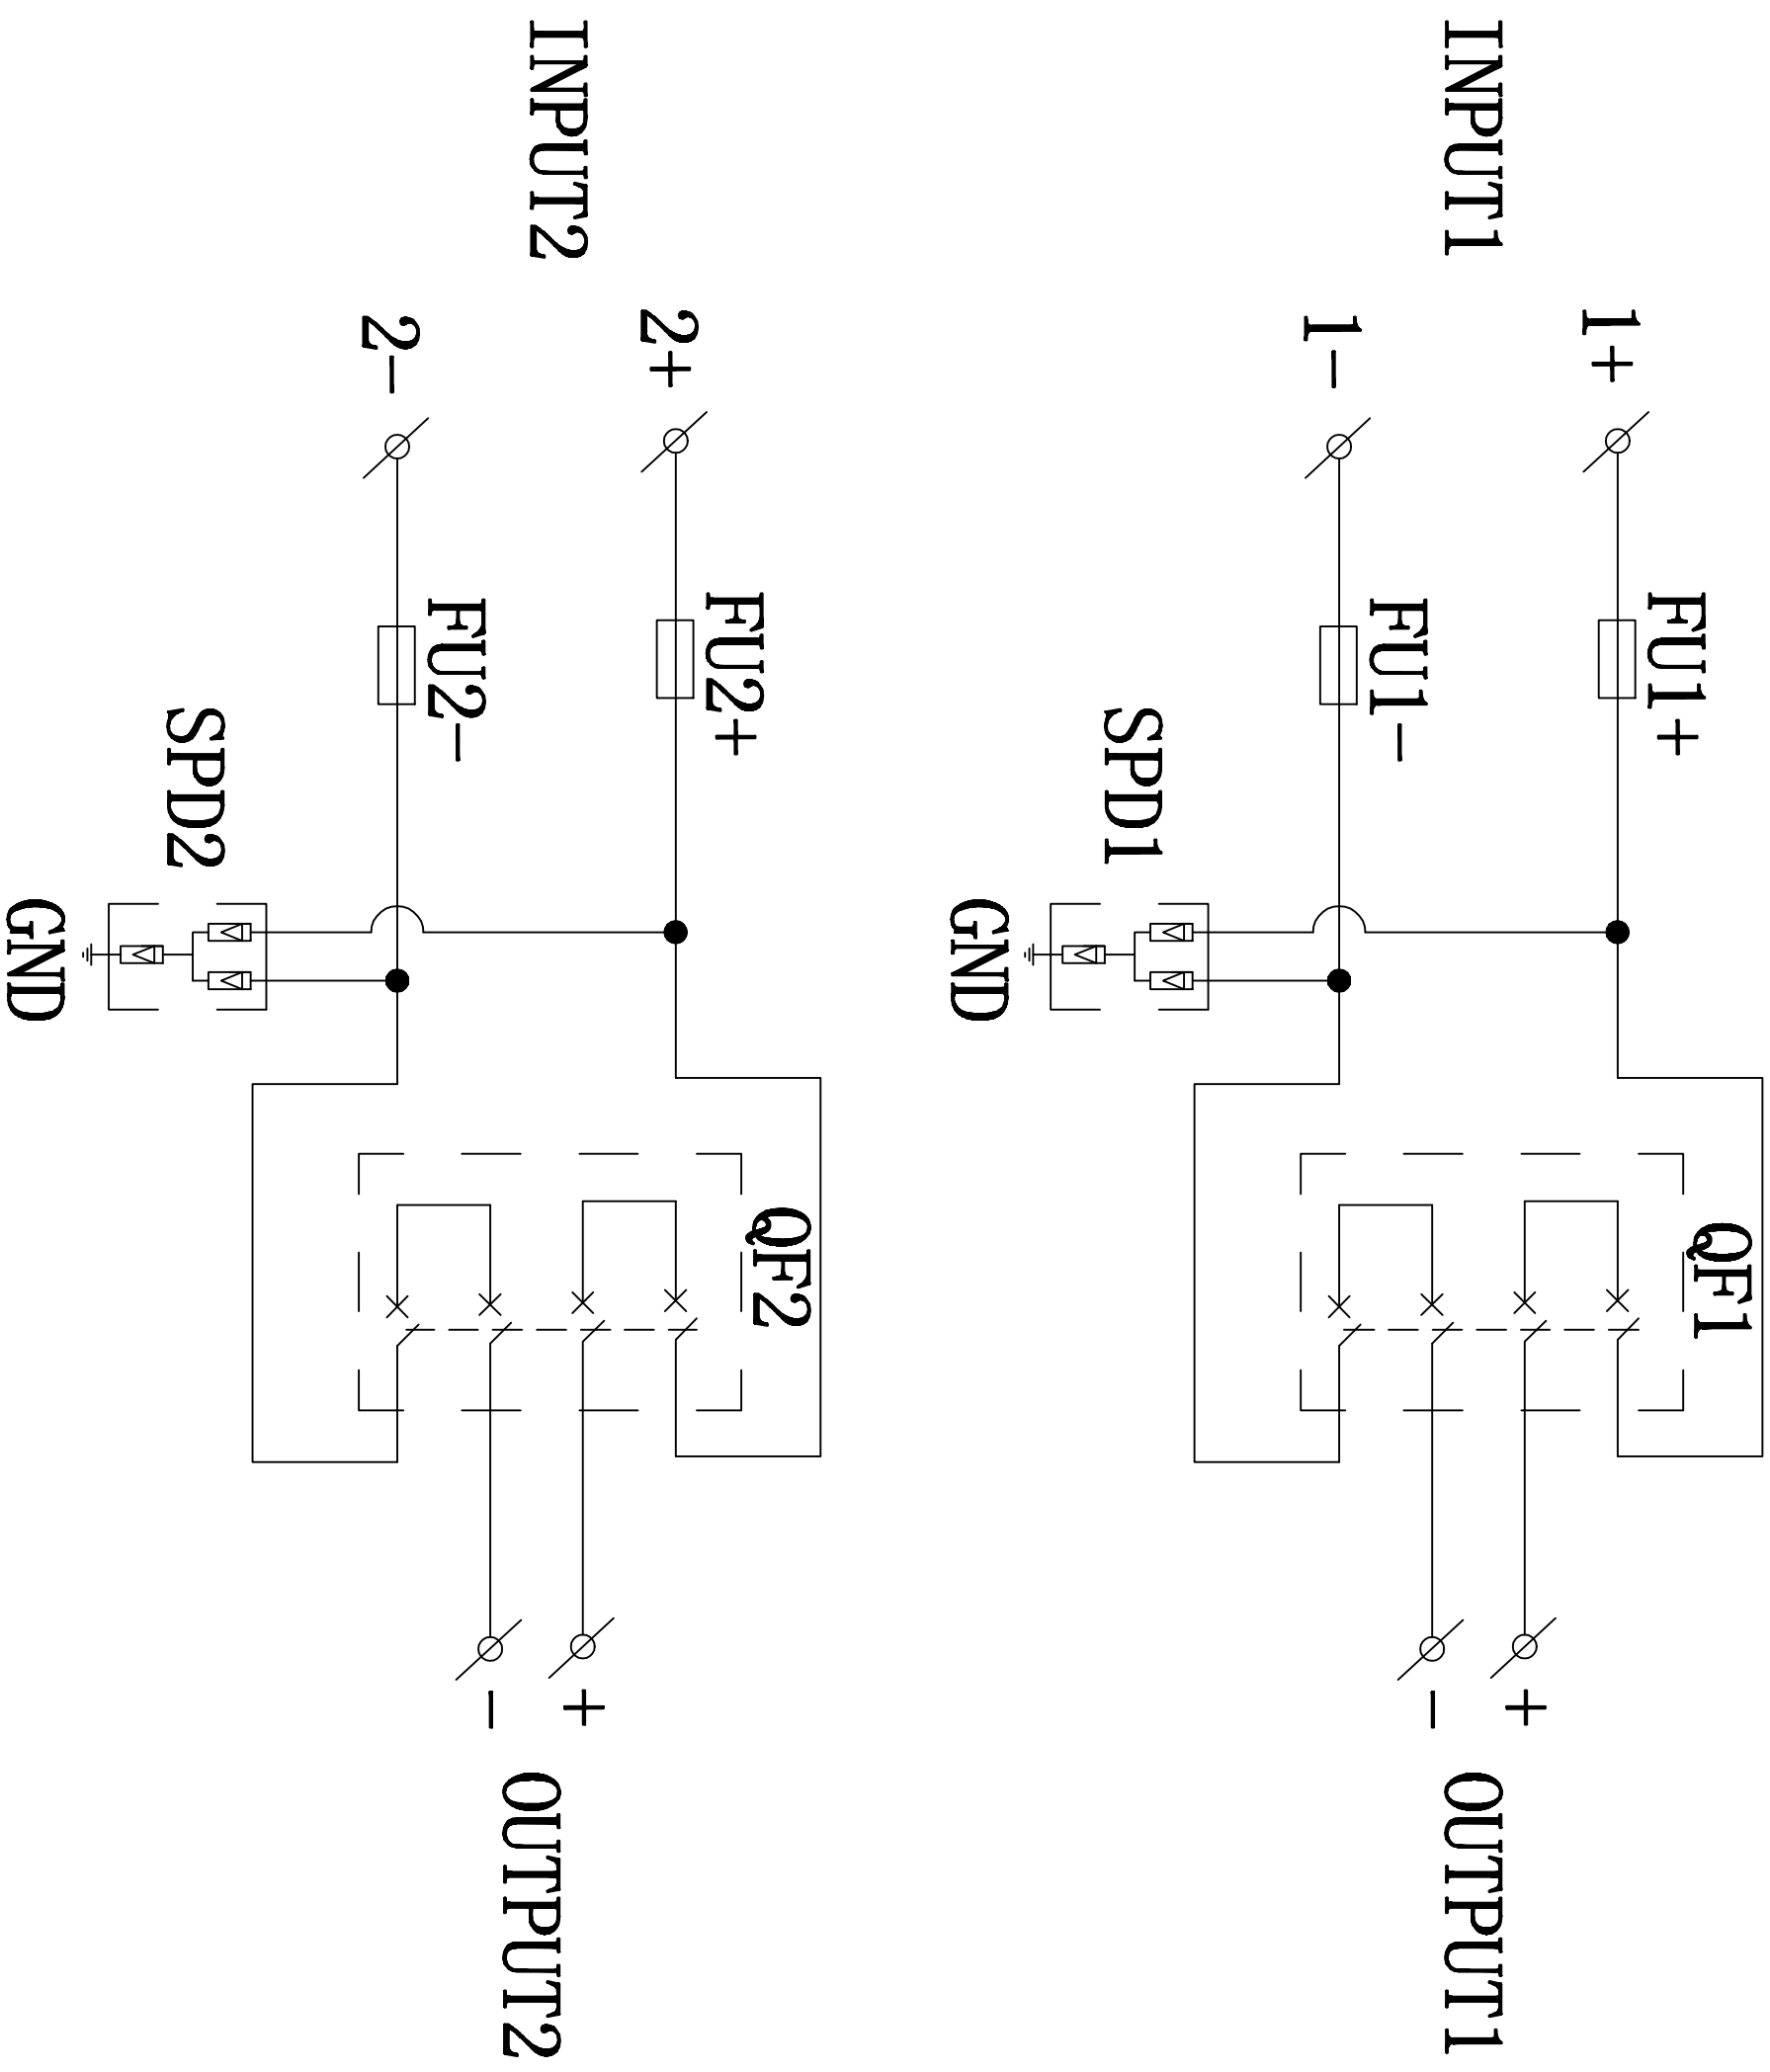 INPUT1
1+
FU1+
1-
FU1-
SPD1
GND
QF1
+
-
OUTPUT1
INPUT2
2+
FU2+
2-
FU2-
SPD2
GND
QF2
+
-
OUTPUT2